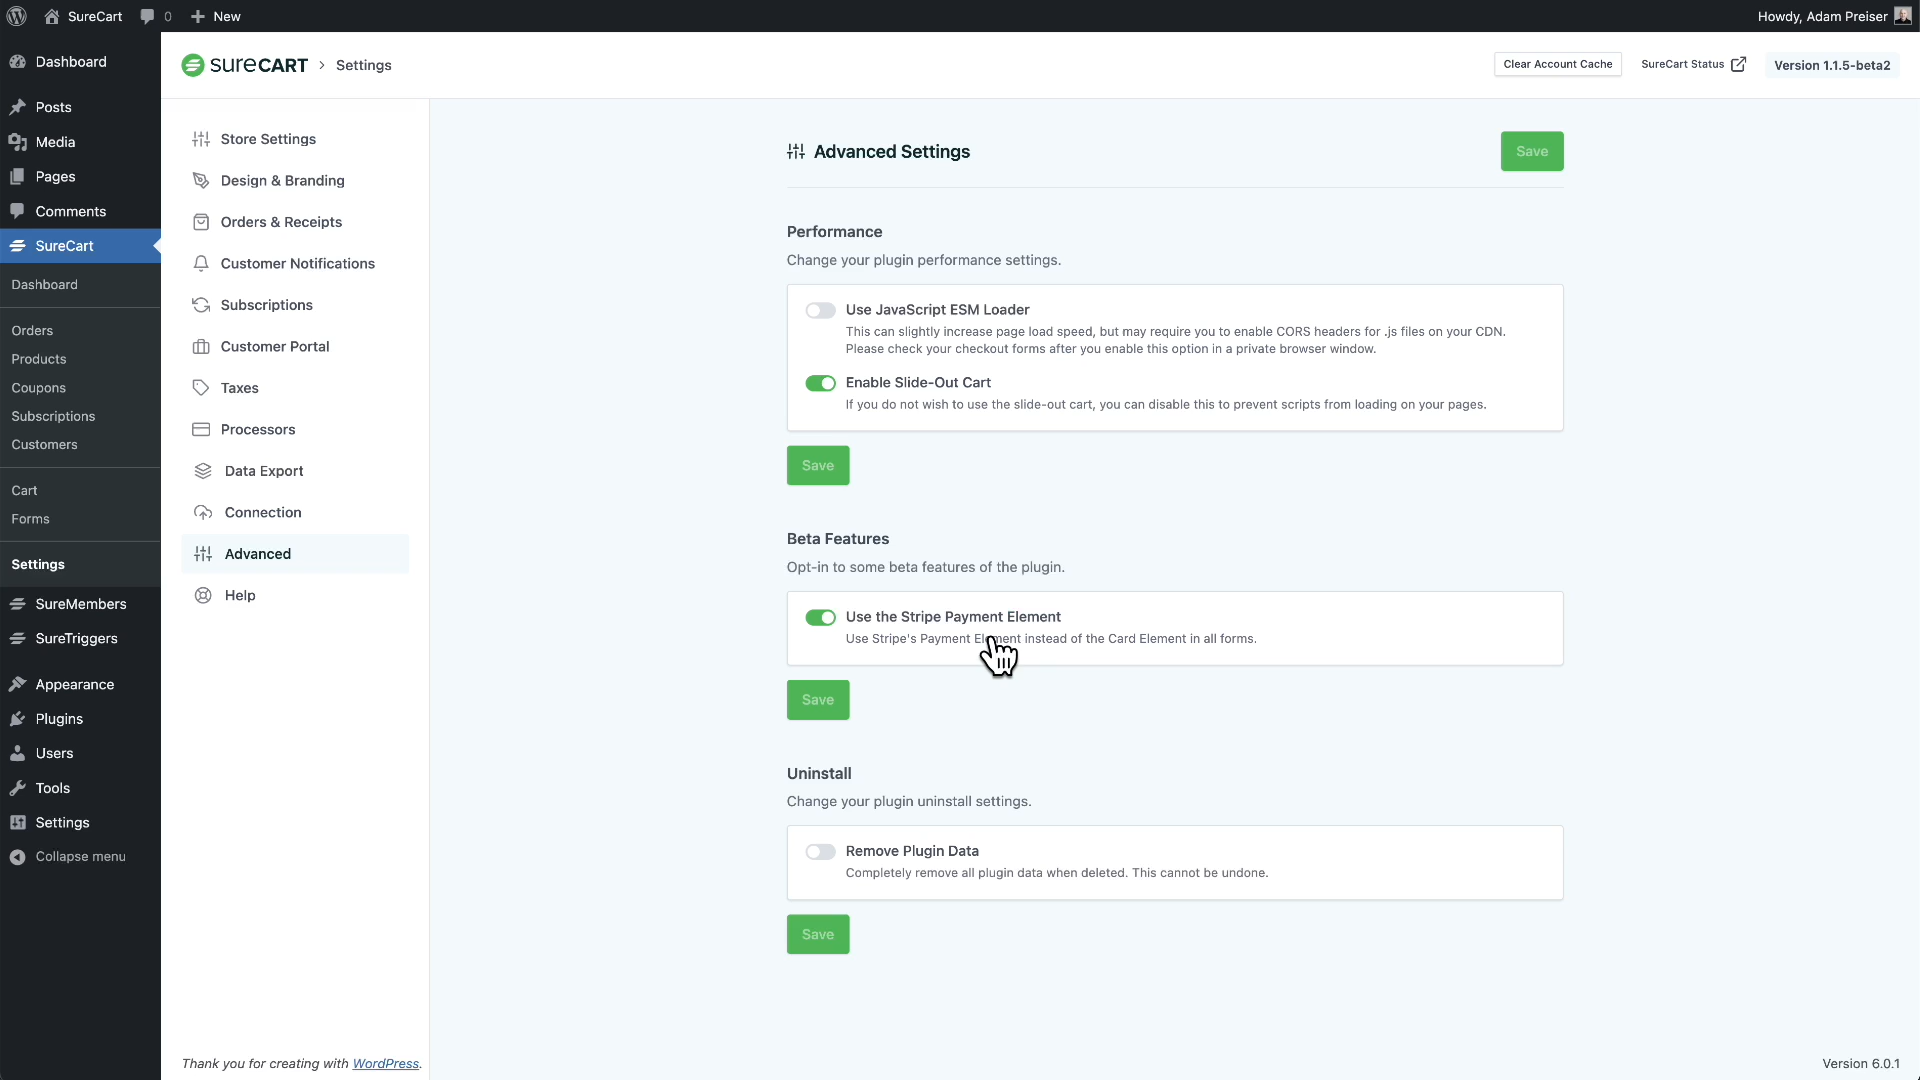 SureCart
0
New
Howdy, Adam Preiser
Dashboard
Posts
Media
Pages
Comments
SureCart
Dashboard
Orders
Products
Coupons
Subscriptions
Customers
Cart
Forms
Settings
SureMembers
SureTriggers
Appearance
Plugins
Users
Tools
Settings
Collapse menu
SURECART > Settings
Clear Account Cache
SureCart Status
Version 1.1.5-beta2
Store Settings
Design & Branding
Orders & Receipts
Customer Notifications
Subscriptions
Customer Portal
Taxes
Processors
Data Export
Connection
Advanced
Help
Advanced Settings
Save
Performance
Change your plugin performance settings.
Use JavaScript ESM Loader
This can slightly increase page load speed, but may require you to enable CORS headers for .js files on your CDN.
Please check your checkout forms after you enable this option in a private browser window.
Enable Slide-Out Cart
If you do not wish to use the slide-out cart, you can disable this to prevent scripts from loading on your pages.
Save
Beta Features
Opt-in to some beta features of the plugin.
Use the Stripe Payment Element
Use Stripe's Payment Element instead of the Card Element in all forms.
Save
Uninstall
Change your plugin uninstall settings.
Remove Plugin Data
Completely remove all plugin data when deleted. This cannot be undone.
Save
Thank you for creating with WordPress.
Version 6.0.1